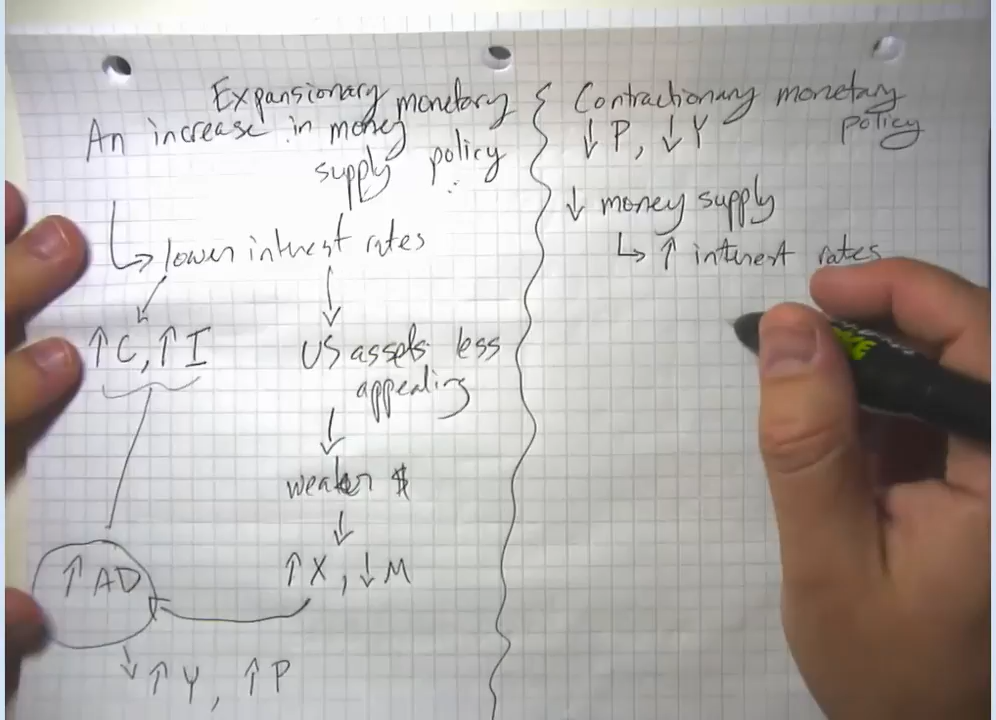 Expansionary monetary
An increase in money
supply policy
↳ lower interest rates
↑C, ↑I
US assets less
appealing
weaker $
↑X, ↓M
↑AD
↑Y, ↑P
Contractionary monetary
policy
↓P, ↓Y
↓ money supply
↳ ↑ interest rates